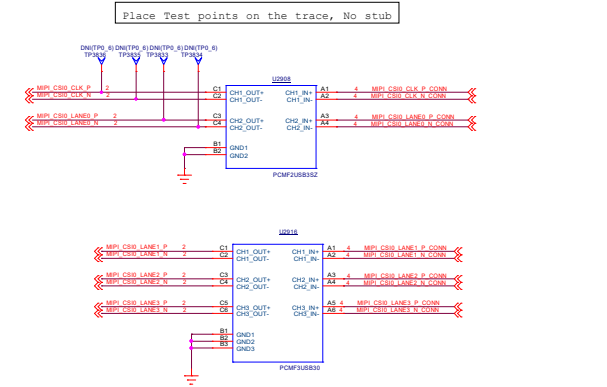 Place Test points on the trace, No stub
DNI(TP0_6) DNI(TP0_6) DNI(TP0_6) DNI(TP0_6)
TP3836 TP3835 TP3833 TP3834
U2908
MIPI_CSI0_CLK_P 2 C1 CH1_OUT+ CH1_IN+ A1 4 MIPI_CSI0_CLK_P_CONN
MIPI_CSI0_CLK_N 2 C2 CH1_OUT- CH1_IN- A2 4 MIPI_CSI0_CLK_N_CONN
MIPI_CSI0_LANE0_P 2 C3 CH2_OUT+ CH2_IN+ A3 4 MIPI_CSI0_LANE0_P_CONN
MIPI_CSI0_LANE0_N 2 C4 CH2_OUT- CH2_IN- A4 4 MIPI_CSI0_LANE0_N_CONN
B1 GND1
B2 GND2
PCMF2USB3SZ
U2916
MIPI_CSI0_LANE1_P 2 C1 CH1_OUT+ CH1_IN+ A1 4 MIPI_CSI0_LANE1_P_CONN
MIPI_CSI0_LANE1_N 2 C2 CH1_OUT- CH1_IN- A2 4 MIPI_CSI0_LANE1_N_CONN
MIPI_CSI0_LANE2_P 2 C3 CH2_OUT+ CH2_IN+ A3 4 MIPI_CSI0_LANE2_P_CONN
MIPI_CSI0_LANE2_N 2 C4 CH2_OUT- CH2_IN- A4 4 MIPI_CSI0_LANE2_N_CONN
MIPI_CSI0_LANE3_P 2 C5 CH3_OUT+ CH3_IN+ A5 4 MIPI_CSI0_LANE3_P_CONN
MIPI_CSI0_LANE3_N 2 C6 CH3_OUT- CH3_IN- A6 4 MIPI_CSI0_LANE3_N_CONN
B1 GND1
B2 GND2
B3 GND3
PCMF3USB30